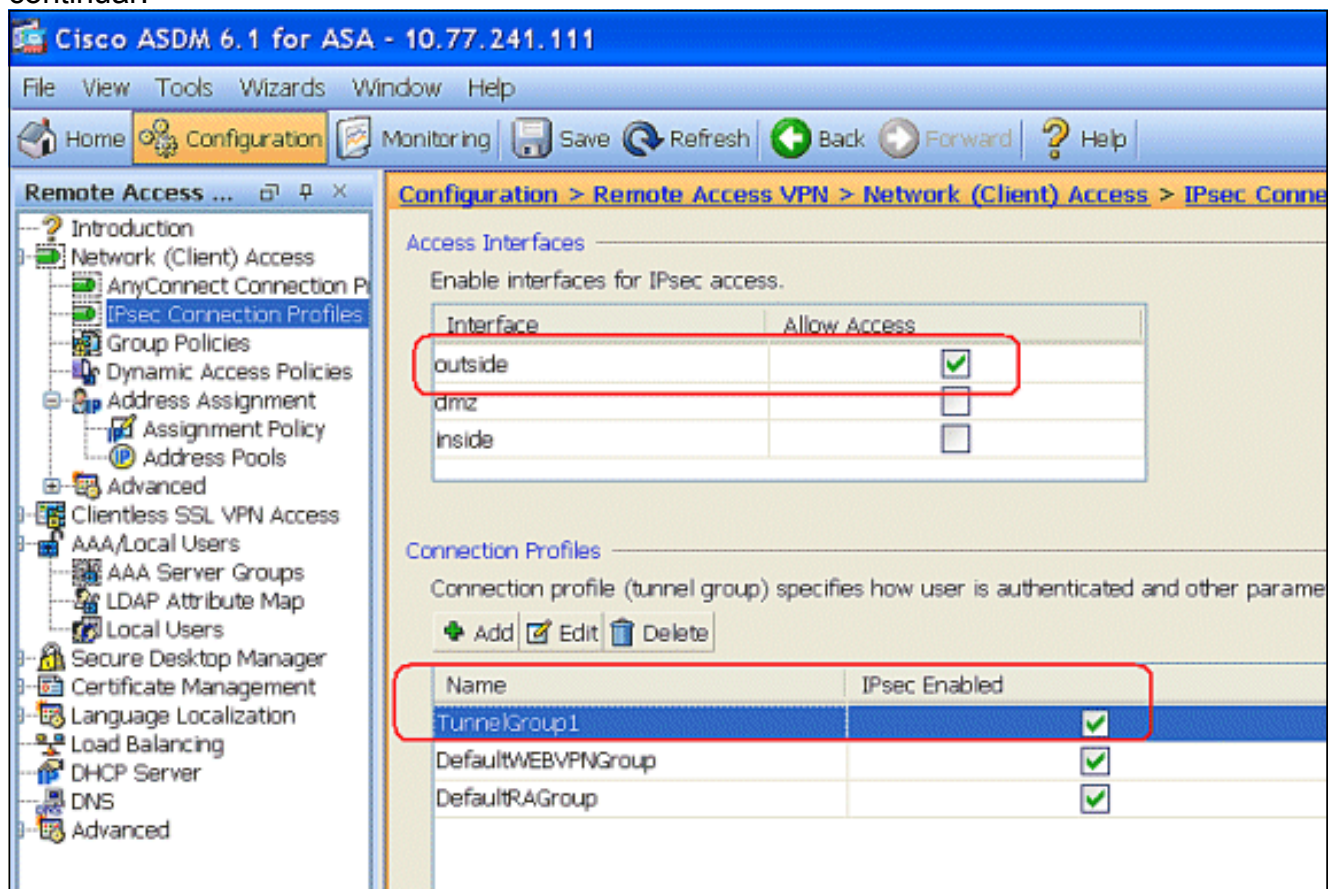 continuar.
Cisco ASDM 6.1 for ASA - 10.77.241.111
File View Tools Wizards Window Help
Home Configuration Monitoring Save Refresh Back Forward Help
Remote Access ...
Introduction
Network (Client) Access
AnyConnect Connection P
IPsec Connection Profiles
Group Policies
Dynamic Access Policies
Address Assignment
Assignment Policy
Address Pools
Advanced
Clientless SSL VPN Access
AAA/Local Users
AAA Server Groups
LDAP Attribute Map
Local Users
Secure Desktop Manager
Certificate Management
Language Localization
Load Balancing
DHCP Server
DNS
Advanced
Configuration > Remote Access VPN > Network (Client) Access > IPsec Conne
Access Interfaces
Enable interfaces for IPsec access.
Interface Allow Access
outside
dmz
inside
Connection Profiles
Connection profile (tunnel group) specifies how user is authenticated and other parame
Add Edit Delete
Name IPsec Enabled
TunnelGroup1
DefaultWEBVPNGroup
DefaultRAGroup